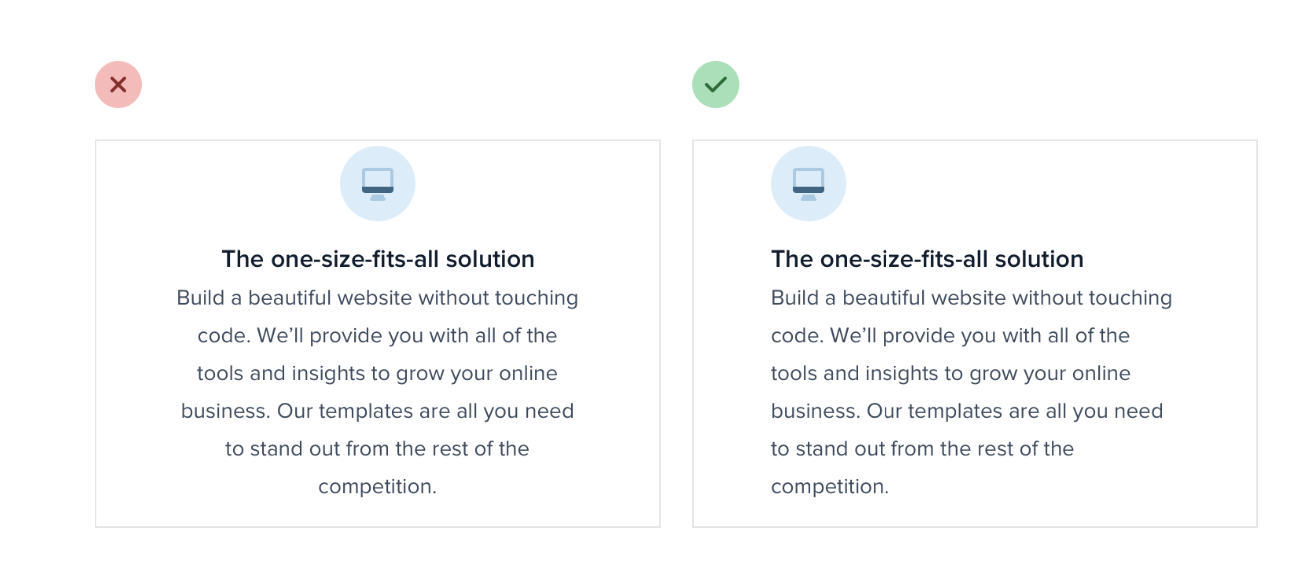 The one-size-fits-all solution
Build a beautiful website without touching
code. We’ll provide you with all of the
tools and insights to grow your online
business. Our templates are all you need
to stand out from the rest of the
competition.
The one-size-fits-all solution
Build a beautiful website without touching
code. We’ll provide you with all of the
tools and insights to grow your online
business. Our templates are all you need
to stand out from the rest of the
competition.